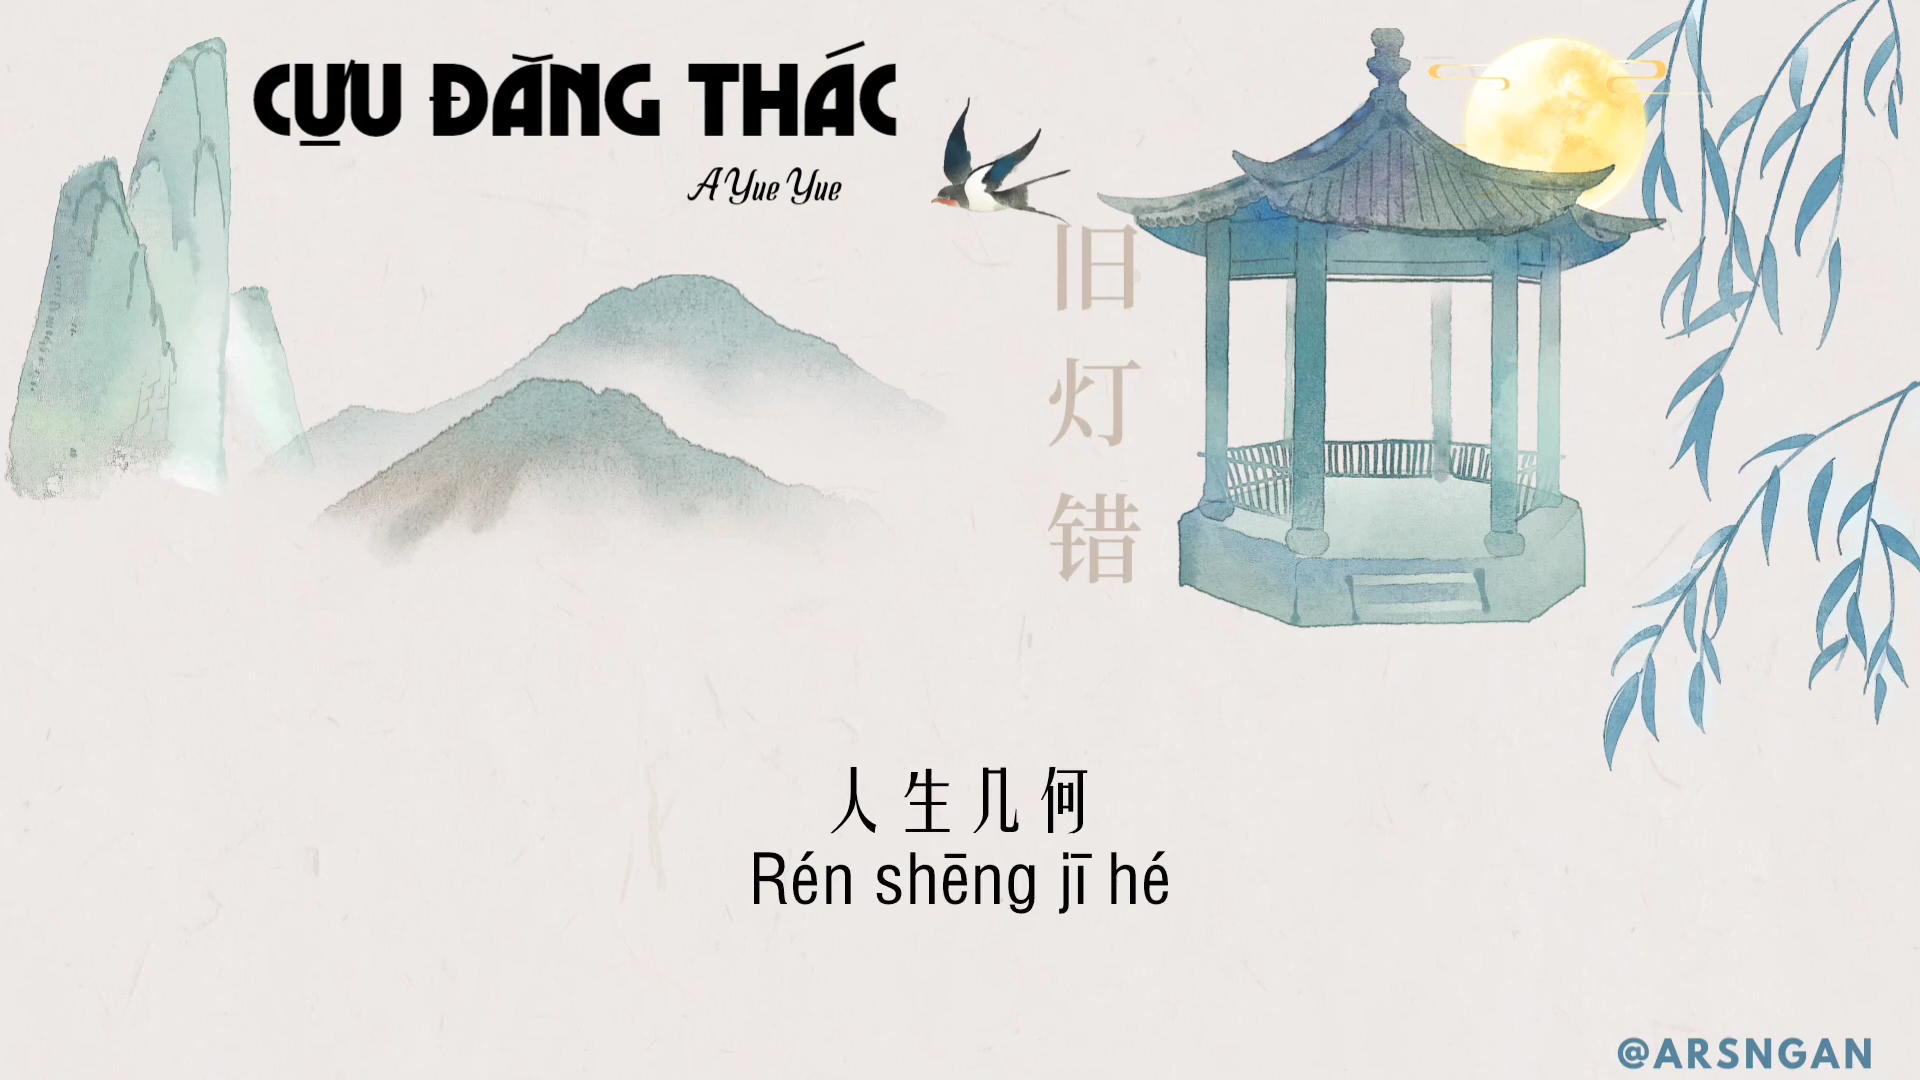 CỰU ĐĂNG THÁC
A Yue Yue
旧灯错
人生几何
Rén shēng jī hé
@ARSNGAN